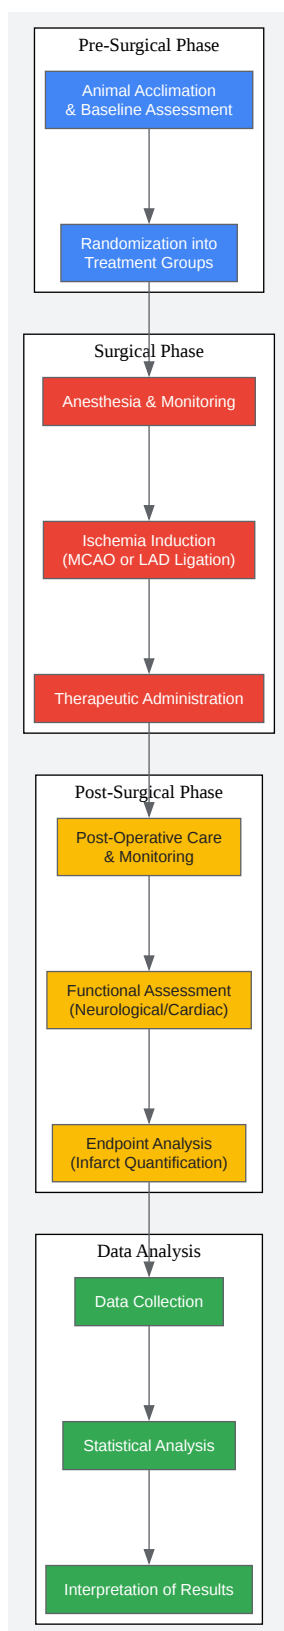 Pre-Surgical Phase
Animal Acclimation
& Baseline Assessment
Randomization into
Treatment Groups
Surgical Phase
Anesthesia & Monitoring
Ischemia Induction
(MCAO or LAD Ligation)
Therapeutic Administration
Post-Surgical Phase
Post-Operative Care
& Monitoring
Functional Assessment
(Neurological/Cardiac)
Endpoint Analysis
(Infarct Quantification)
Data Analysis
Data Collection
Statistical Analysis
Interpretation of Results